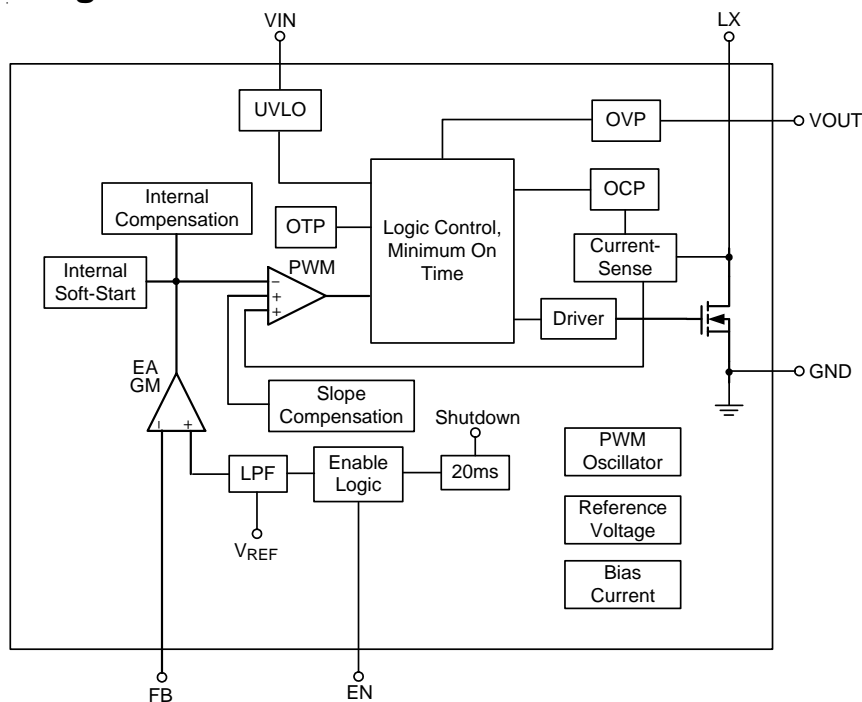 VIN
LX
UVLO
OVP
VOUT
Internal
Compensation
OTP
Logic Control,
Minimum On
Time
OCP
Internal
Soft-Start
PWM
Current-
Sense
−
+
+
Driver
EA
GM
GND
Slope
Compensation
− +
Shutdown
PWM
Oscillator
LPF
Enable
Logic
20ms
Reference
Voltage
VREF
Bias
Current
FB
EN